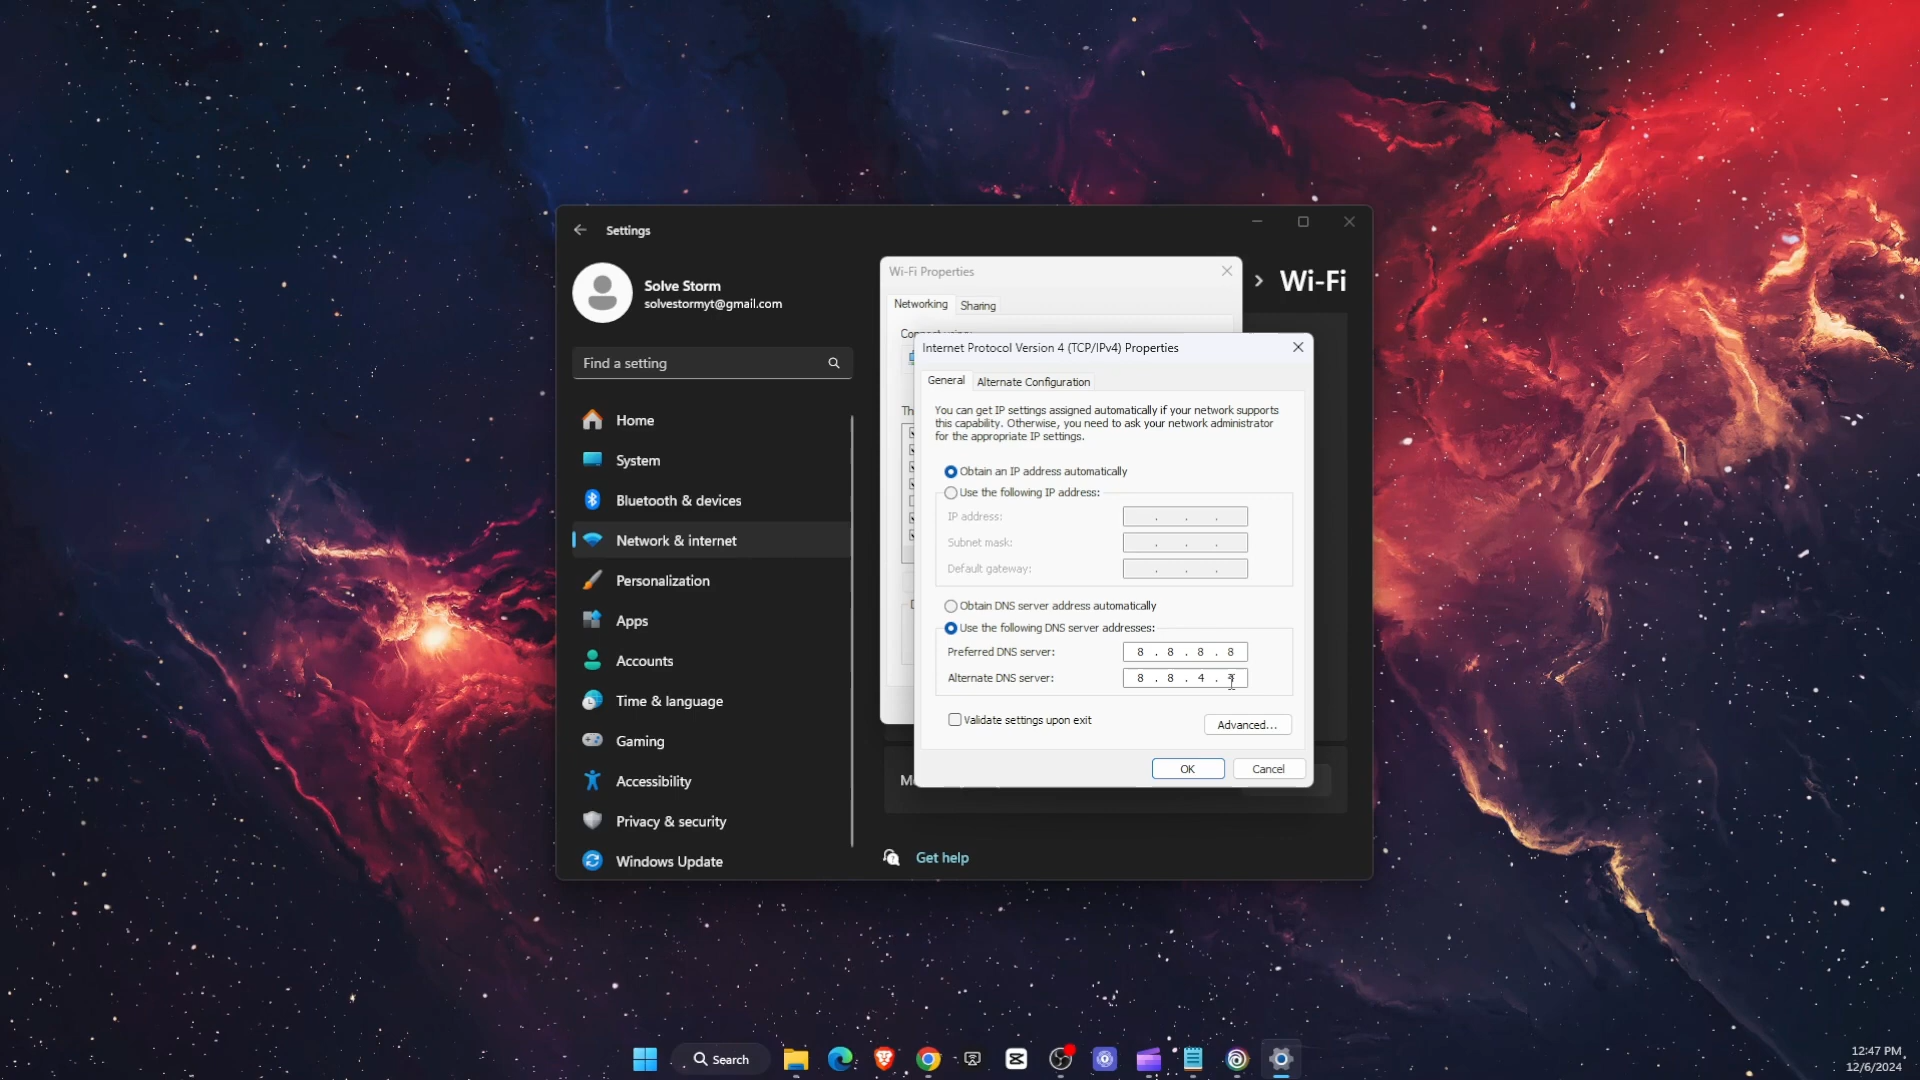 Settings
Solve Storm
solvestormyt@gmail.com
Find a setting
Home
System
Bluetooth & devices
Network & internet
Personalization
Apps
Accounts
Time & language
Gaming
Accessibility
Privacy & security
Windows Update
› Wi-Fi
Wi-Fi Properties
Networking
Sharing
Internet Protocol Version 4 (TCP/IPv4) Properties
General
Alternate Configuration
You can get IP settings assigned automatically if your network supports
this capability. Otherwise, you need to ask your network administrator
for the appropriate IP settings.
Obtain an IP address automatically
Use the following IP address:
IP address:
Subnet mask:
Default gateway:
Obtain DNS server address automatically
Use the following DNS server addresses:
Preferred DNS server: 8 . 8 . 8 . 8
Alternate DNS server: 8 . 8 . 4 .
Validate settings upon exit
Advanced...
OK
Cancel
Get help
Search
12:47 PM
12/6/2024